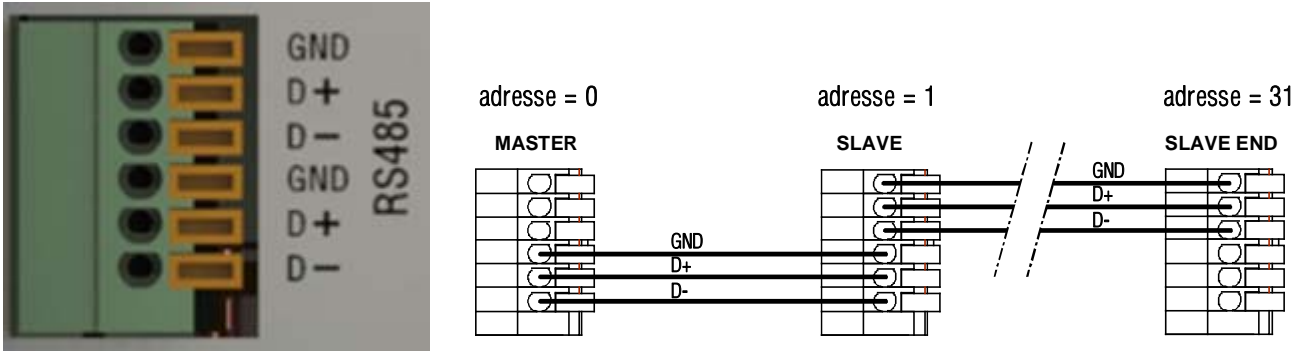 GND
D+
D−
GND
D+
D−
RS485
adresse = 0
MASTER
GND
D+
D-
adresse = 1
SLAVE
GND
D+
D-
adresse = 31
SLAVE END